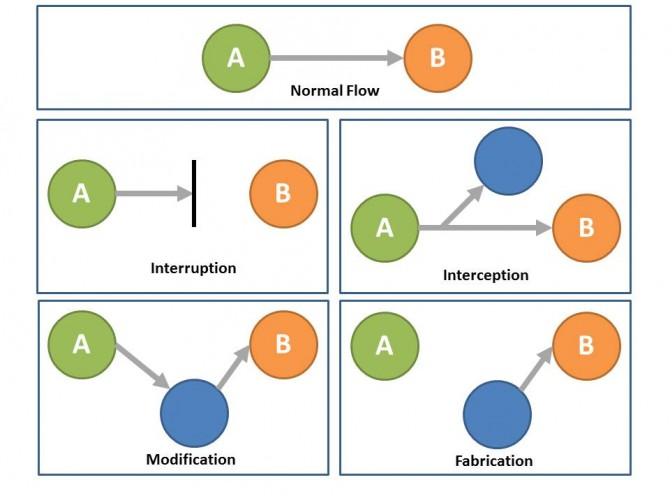 A
B
Normal Flow
A
B
Interruption
A
B
Interception
A
B
Modification
A
B
Fabrication